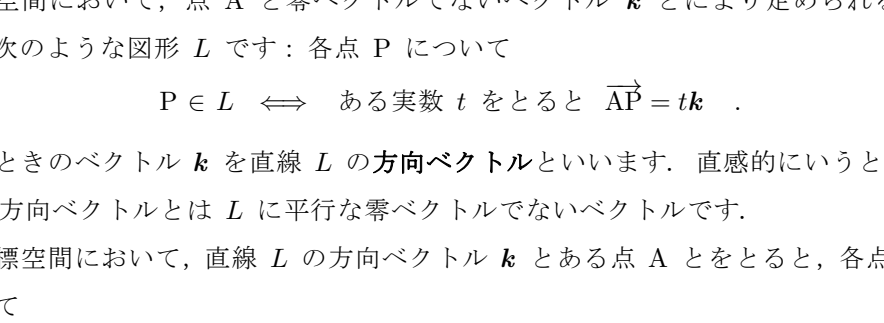 空間において, 点 A と零ベクトルでないベクトル k とにより定められる
次のような図形 L です : 各点 P について
P ∈ L ⟺ ある実数 t をとると \overrightarrow{AP} = tk .
ときのベクトル k を直線 L の方向ベクトルといいます. 直感的にいうと
方向ベクトルとは L に平行な零ベクトルでないベクトルです.
標空間において, 直線 L の方向ベクトル k とある点 A とをとると, 各点
て